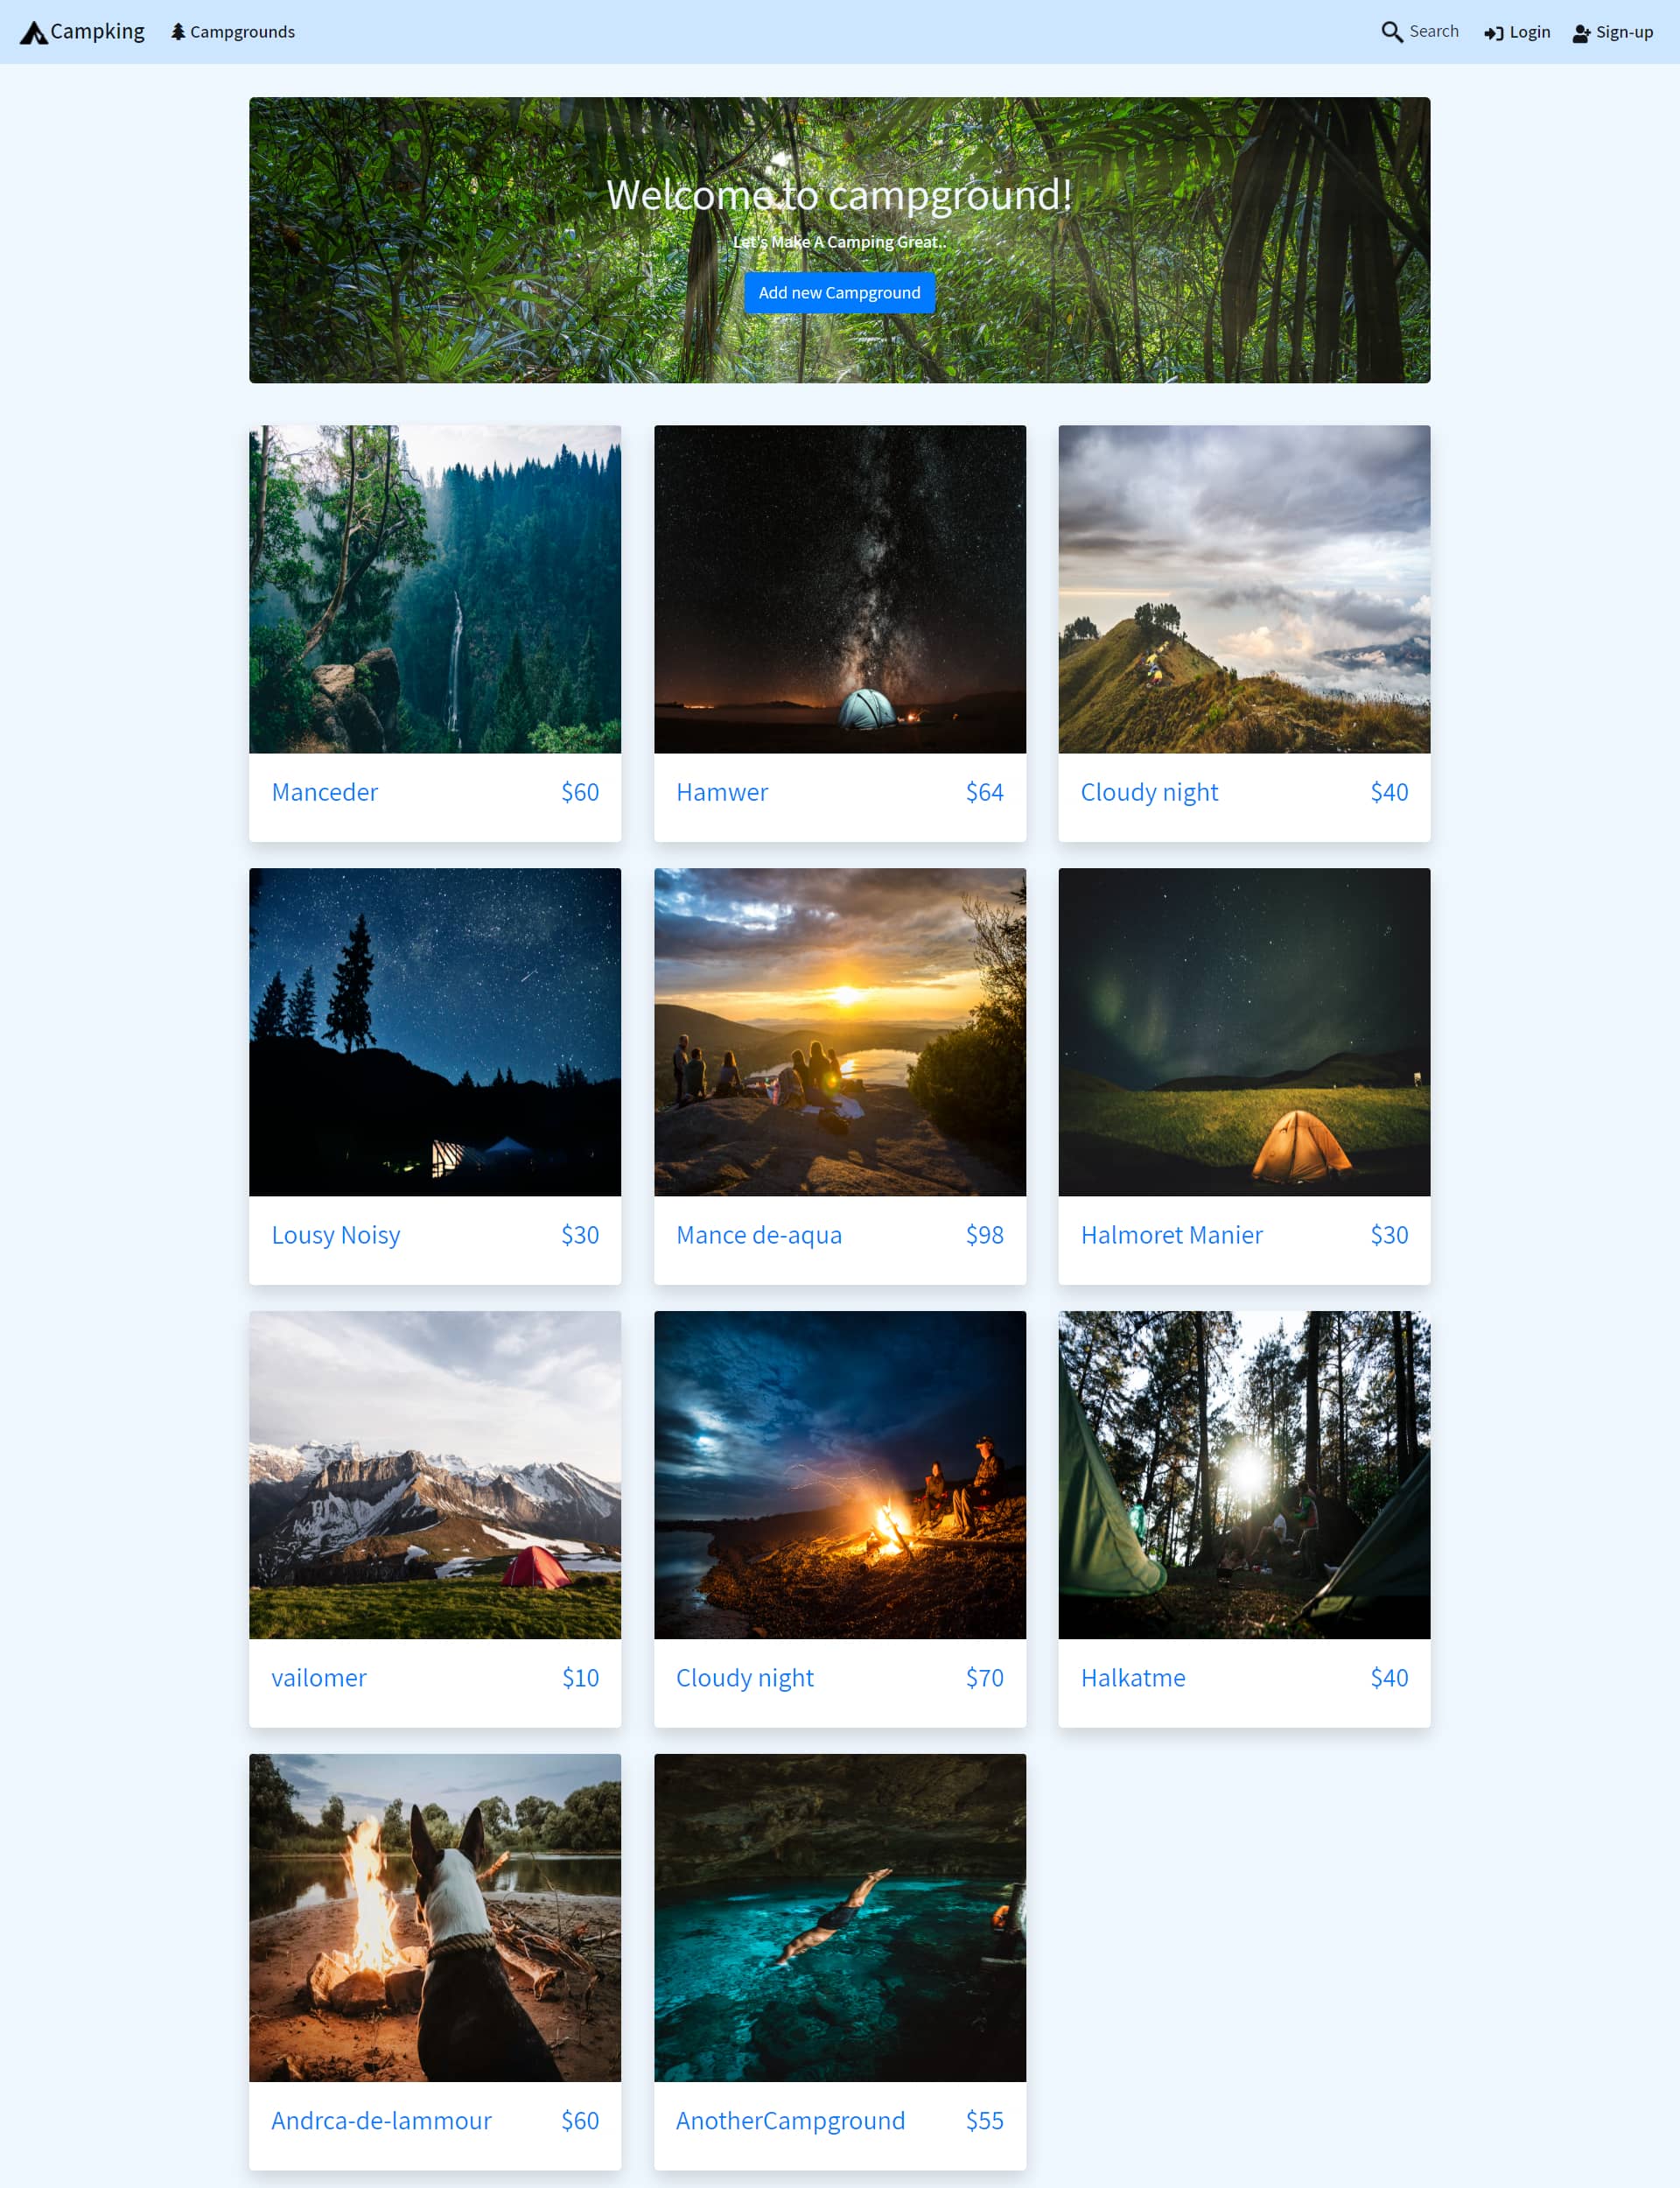 Campking
Campgrounds
Search
Login
Sign-up
Welcome to campground!
Let's Make A Camping Great..
Add new Campground
Manceder $60
Hamwer $64
Cloudy night $40
Lousy Noisy $30
Mance de-aqua $98
Halmoret Manier $30
vailomer $10
Cloudy night $70
Halkatme $40
Andrca-de-lammour $60
AnotherCampground $55